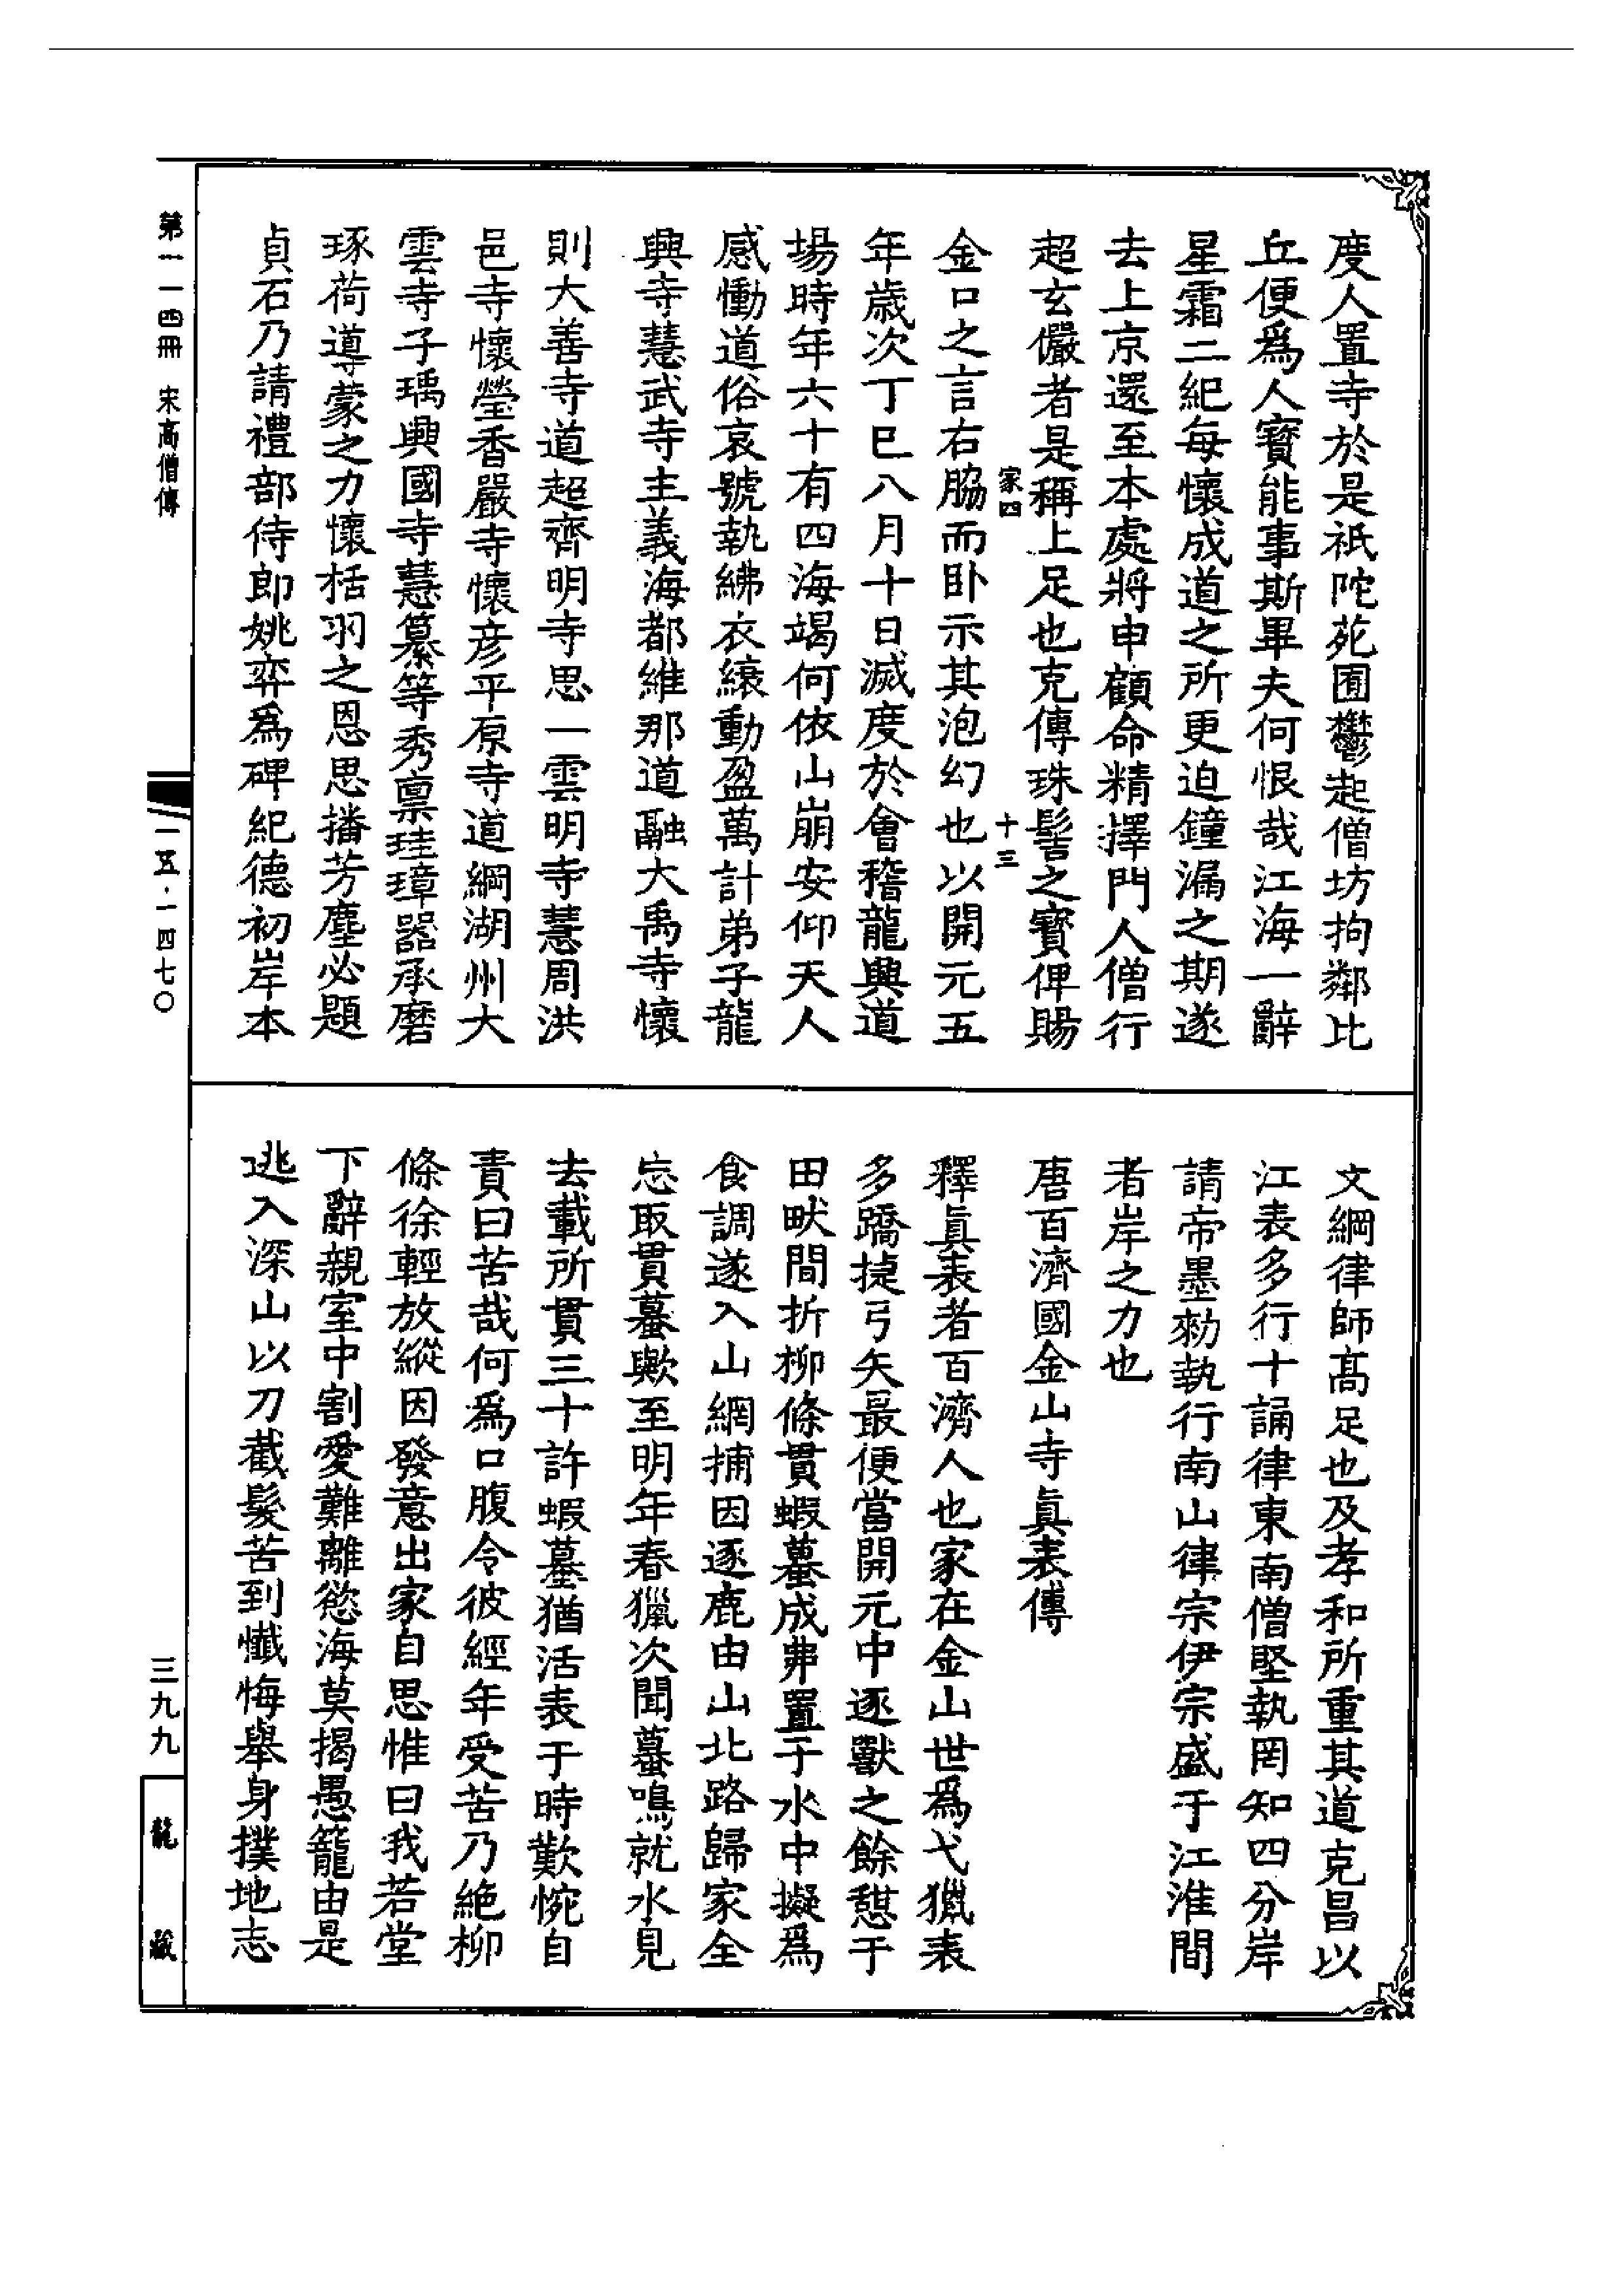 度人置寺於是祇陀苑囿鬱起僧坊拘鄰比
丘便爲人寶能事斯畢夫何恨哉江海一辭
星霜二紀每懷成道之所更迫鐘漏之期遂
去上京還至本處將申顧命精擇門人僧行
超玄儼者是稱上足也克傳珠髻之寶俾賜
家四
十三
金口之言右脇而卧示其泡幻也以開元五
年歲次丁巳八月十日滅度於會稽龍興道
場時年六十有四海竭何依山崩安仰天人
感慟道俗哀號執紼衣縗動盈萬計弟子龍
興寺慧武寺主義海都維那道融大禹寺懷
則大善寺道超齊明寺思一雲明寺慧周洪
邑寺懷瑩香嚴寺懷彥平原寺道綱湖州大
雲寺子瑀興國寺慧纂等秀稟珪璋器承磨
琢荷導蒙之力懷括羽之恩思播芳塵必題
貞石乃請禮部侍郎姚弈爲碑紀德初岸本
文綱律師髙足也及孝和所重其道克昌以
江表多行十誦律東南僧堅執罔知四分岸
請帝墨勑執行南山律宗伊宗盛于江淮間
者岸之力也
唐百濟國金山寺眞表傳
釋眞表者百濟人也家在金山世爲弋獵表
多蹻捷弓矢最便當開元中逐獸之餘憇于
田畎間折柳條貫蝦蟇成弗置于水中擬爲
食調遂入山網捕因逐鹿由山北路歸家全
忘取貫蟇歟至明年春獵次聞蟇鳴就水見
去載所貫三十許蝦蟇猶活表于時歎惋自
責曰苦哉何爲口腹令彼經年受苦乃絶柳
條徐輕放縱因發意出家自思惟曰我若堂
下辭親室中割愛難離慾海莫揭愚籠由是
逃入深山以刀截髮苦到懺悔舉身撲地志
第一一四冊 宋高僧傳
一五·一四七〇
三九九
龍藏